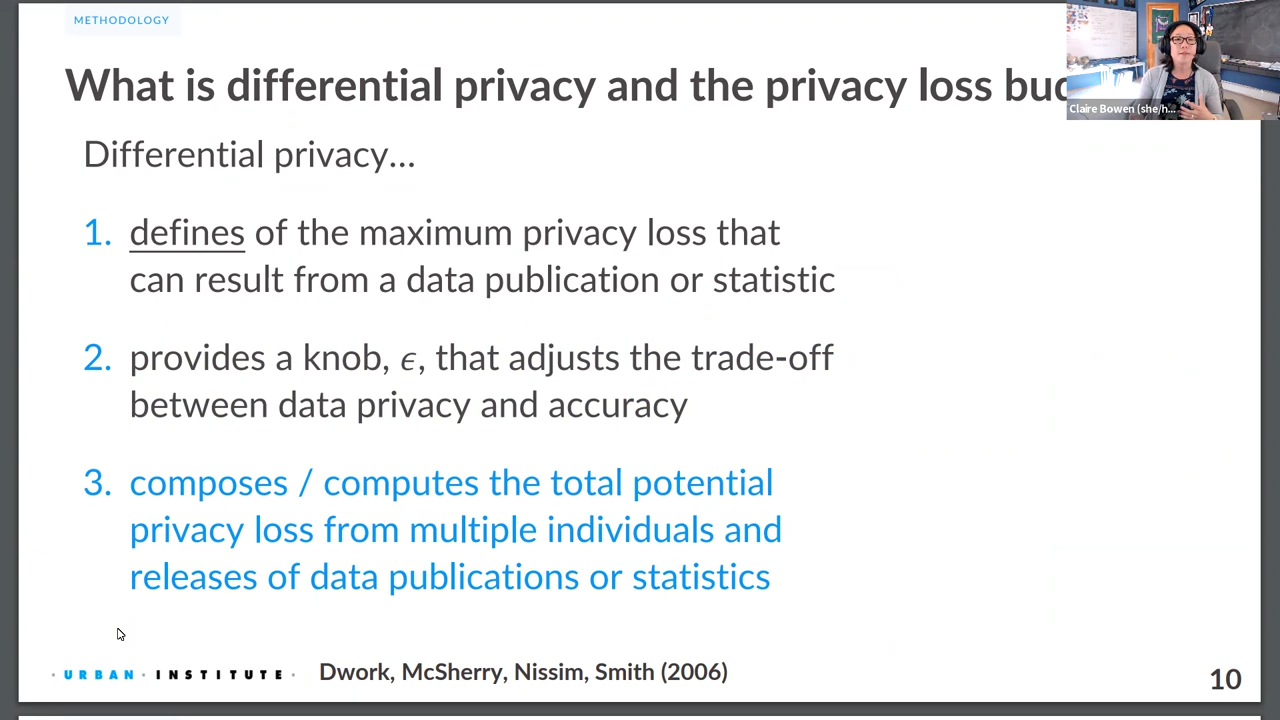 METHODOLOGY
What is differential privacy and the privacy loss
Claire Bowen (she/h...
Differential privacy...
1. defines of the maximum privacy loss that
can result from a data publication or statistic
2. provides a knob, ϵ, that adjusts the trade-off
between data privacy and accuracy
3. composes / computes the total potential
privacy loss from multiple individuals and
releases of data publications or statistics
· URBAN · INSTITUTE ·
Dwork, McSherry, Nissim, Smith (2006)
10